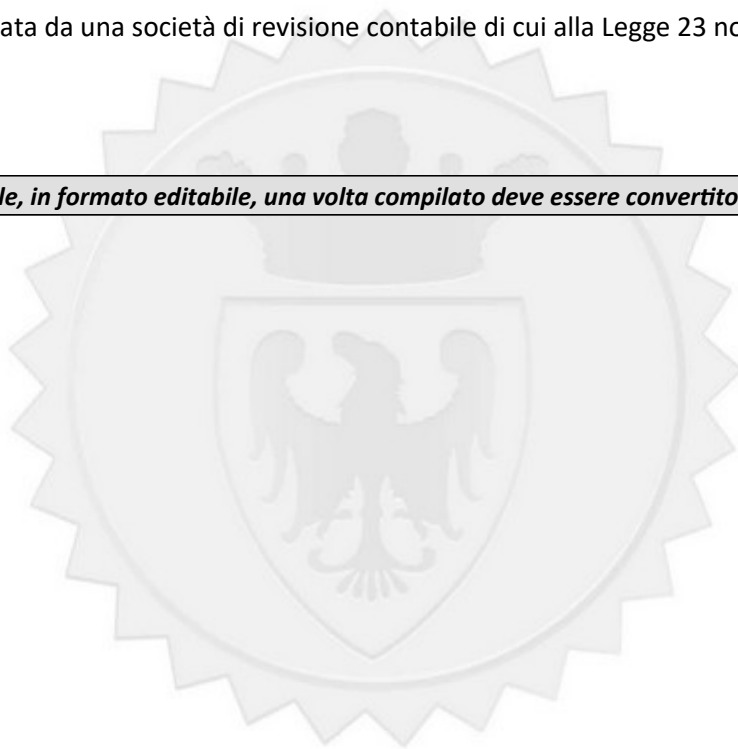 ata da una società di revisione contabile di cui alla Legge 23 no
le, in formato editabile, una volta compilato deve essere convertito